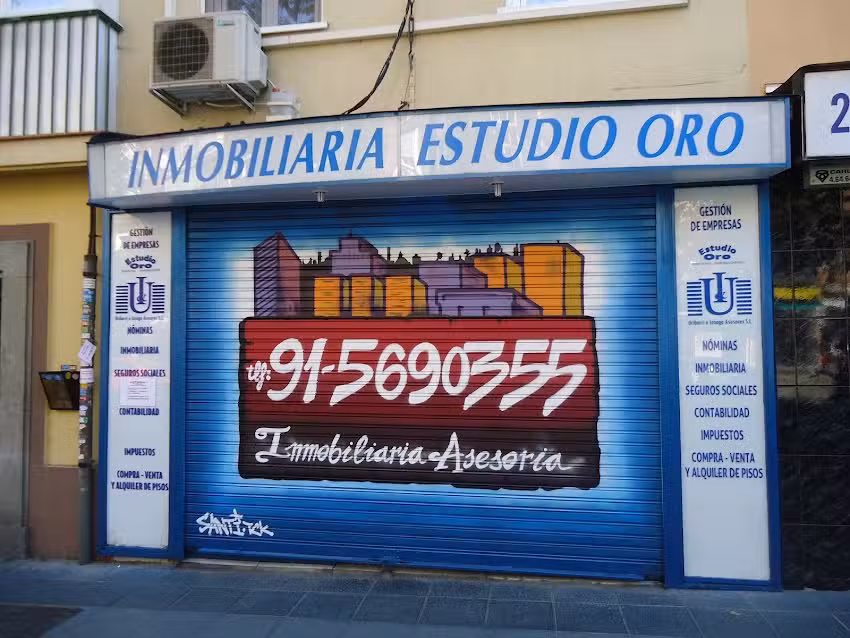 INMOBILIARIA ESTUDIO ORO
2
GESTIÓN
DE EMPRESAS
Estudio
Oro
NÓMINAS
INMOBILIARIA
SEGUROS SOCIALES
CONTABILIDAD
IMPUESTOS
COMPRA - VENTA
Y ALQUILER DE PISOS
tlf: 91-5690355
Inmobiliaria-Asesoria
GESTIÓN
DE EMPRESAS
Estudio
Oro
U
NÓMINAS
INMOBILIARIA
SEGUROS SOCIALES
CONTABILIDAD
IMPUESTOS
COMPRA - VENTA
Y ALQUILER DE PISOS